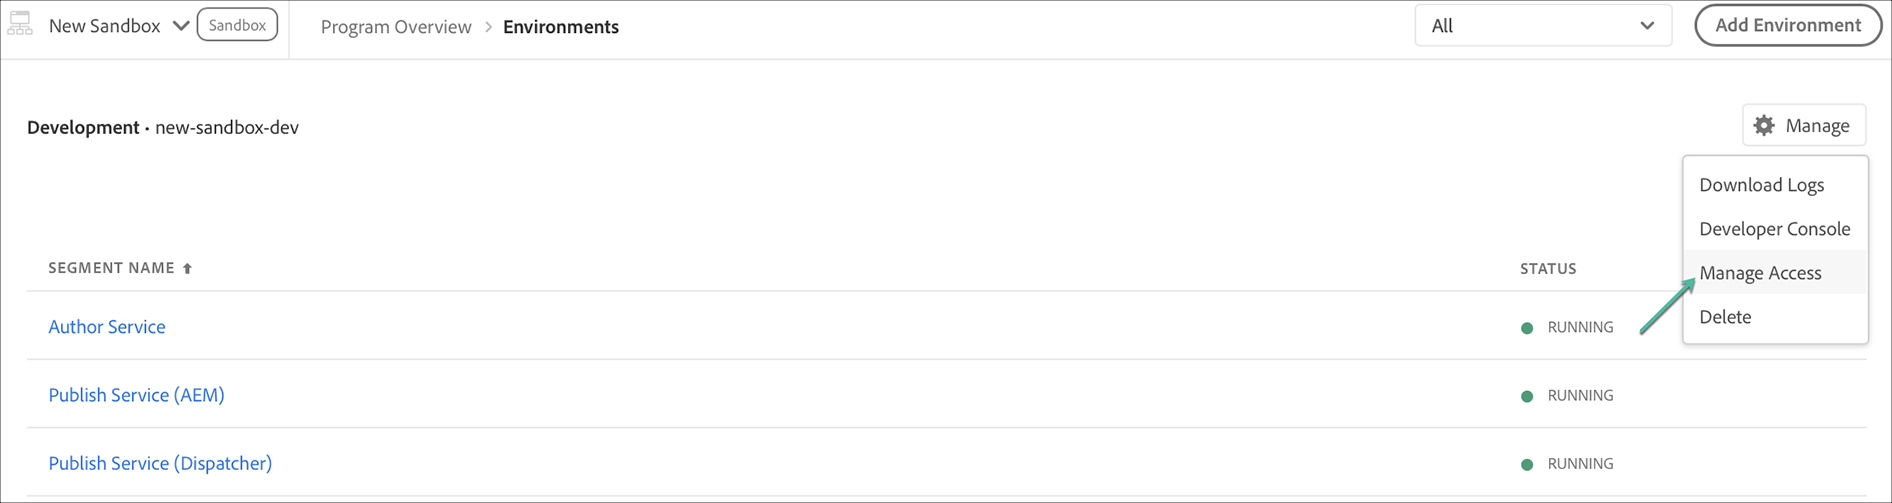 New Sandbox Sandbox Program Overview > Environments All Add Environment
Development • new-sandbox-dev
Manage
Download Logs
Developer Console
Manage Access
Delete
SEGMENT NAME STATUS
Author Service RUNNING
Publish Service (AEM) RUNNING
Publish Service (Dispatcher) RUNNING